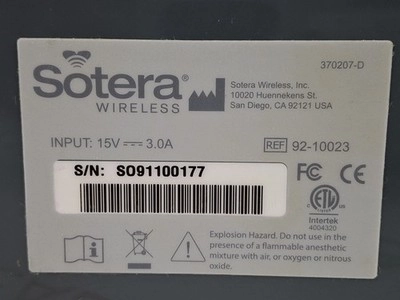 370207-D
Sotera®
WIRELESS
Sotera Wireless, Inc.
10020 Huennekens St.
San Diego, CA 92121 USA
INPUT: 15V 3.0A
REF 92-10023
S/N: SO91100177
FC CE
ETL
Intertek
4004320
Explosion Hazard. Do not use in the
presence of a flammable anesthetic
mixture with air, or oxygen or nitrous
oxide.